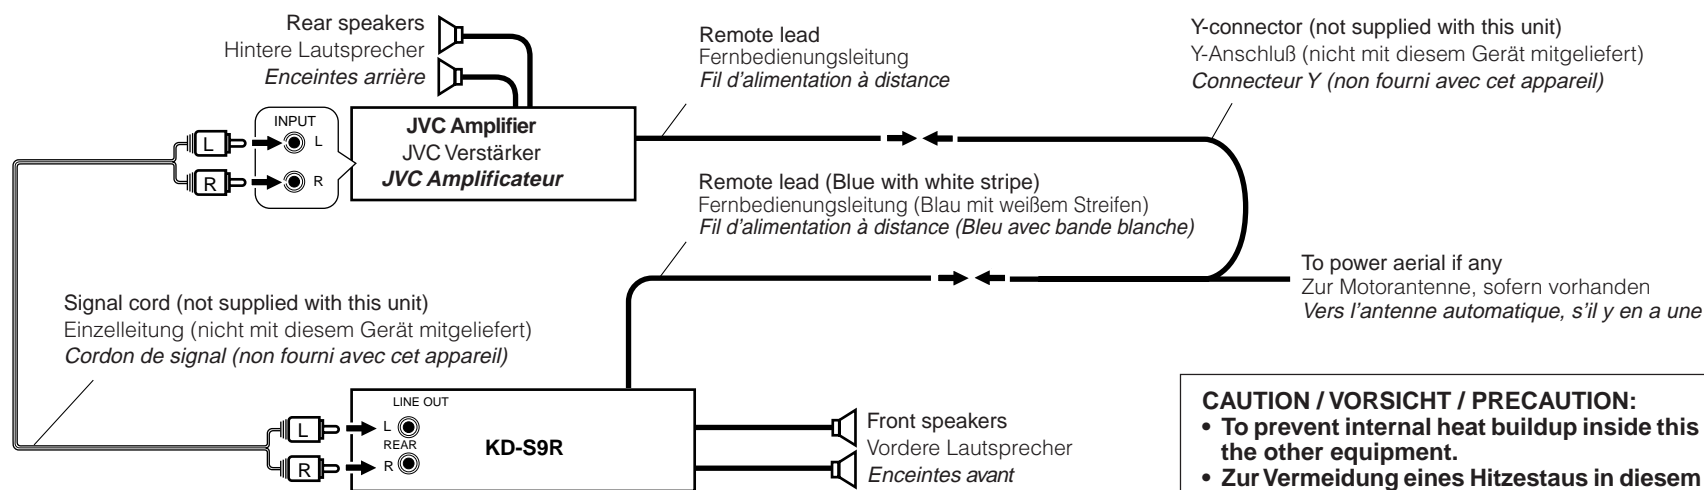 Rear speakers
Hintere Lautsprecher
Enceintes arrière
Remote lead
Fernbedienungsleitung
Fil d'alimentation à distance
Y-connector (not supplied with this unit)
Y-Anschluß (nicht mit diesem Gerät mitgeliefert)
Connecteur Y (non fourni avec cet appareil)
INPUT
L
L
R
R
JVC Amplifier
JVC Verstärker
JVC Amplificateur
Remote lead (Blue with white stripe)
Fernbedienungsleitung (Blau mit weißem Streifen)
Fil d'alimentation à distance (Bleu avec bande blanche)
To power aerial if any
Zur Motorantenne, sofern vorhanden
Vers l'antenne automatique, s'il y en a une
Signal cord (not supplied with this unit)
Einzelleitung (nicht mit diesem Gerät mitgeliefert)
Cordon de signal (non fourni avec cet appareil)
LINE OUT
L
L
REAR
R
R
KD-S9R
Front speakers
Vordere Lautsprecher
Enceintes avant
CAUTION / VORSICHT / PRECAUTION:
• To prevent internal heat buildup inside this
the other equipment.
• Zur Vermeidung eines Hitzestaus in diesem